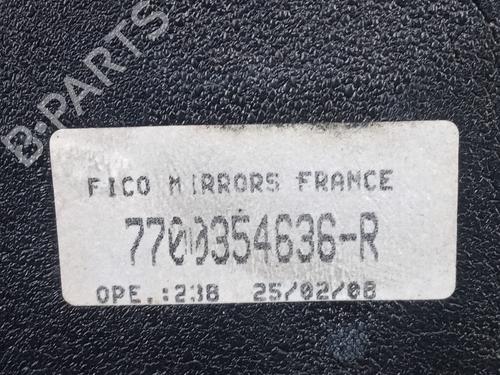 B-PARTS
FICO MIRRORS FRANCE
7700354636-R
OPE.:238 25/02/08